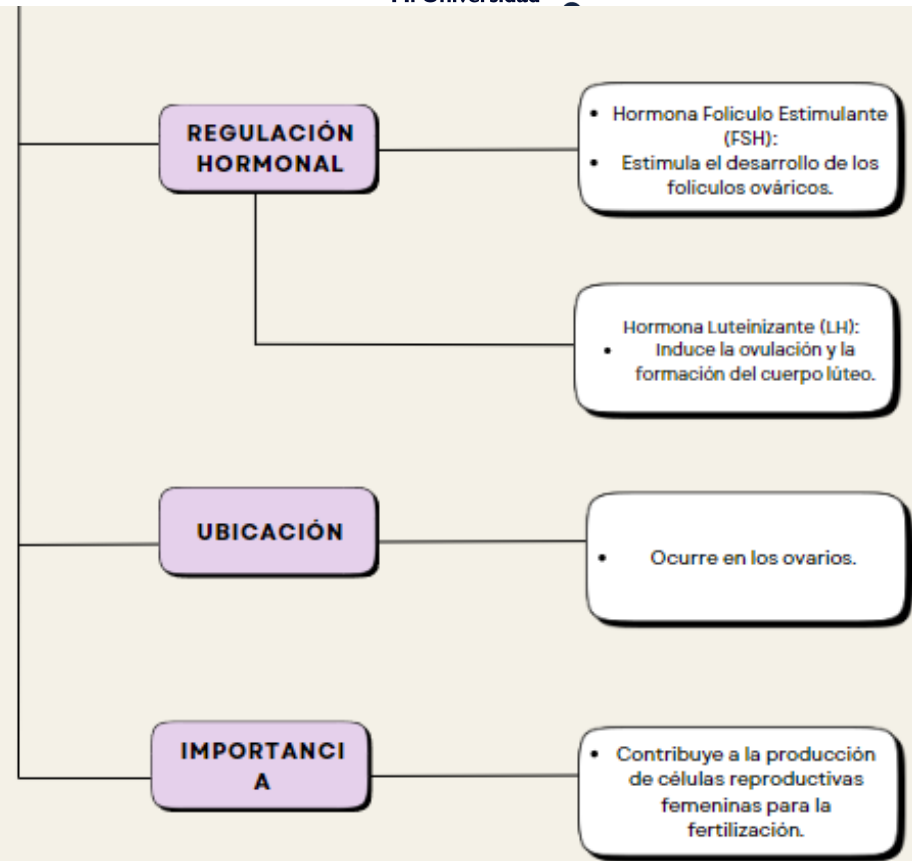 Mi Universidad
REGULACIÓN
HORMONAL
• Hormona Foliculo Estimulante
(FSH):
• Estimula el desarrollo de los
foliculos ováricos.
Hormona Luteinizante (LH):
• Induce la ovulación y la
formación del cuerpo lúteo.
UBICACIÓN
• Ocurre en los ovarios.
IMPORTANCI
A
• Contribuye a la producción
de células reproductivas
femeninas para la
fertilización.